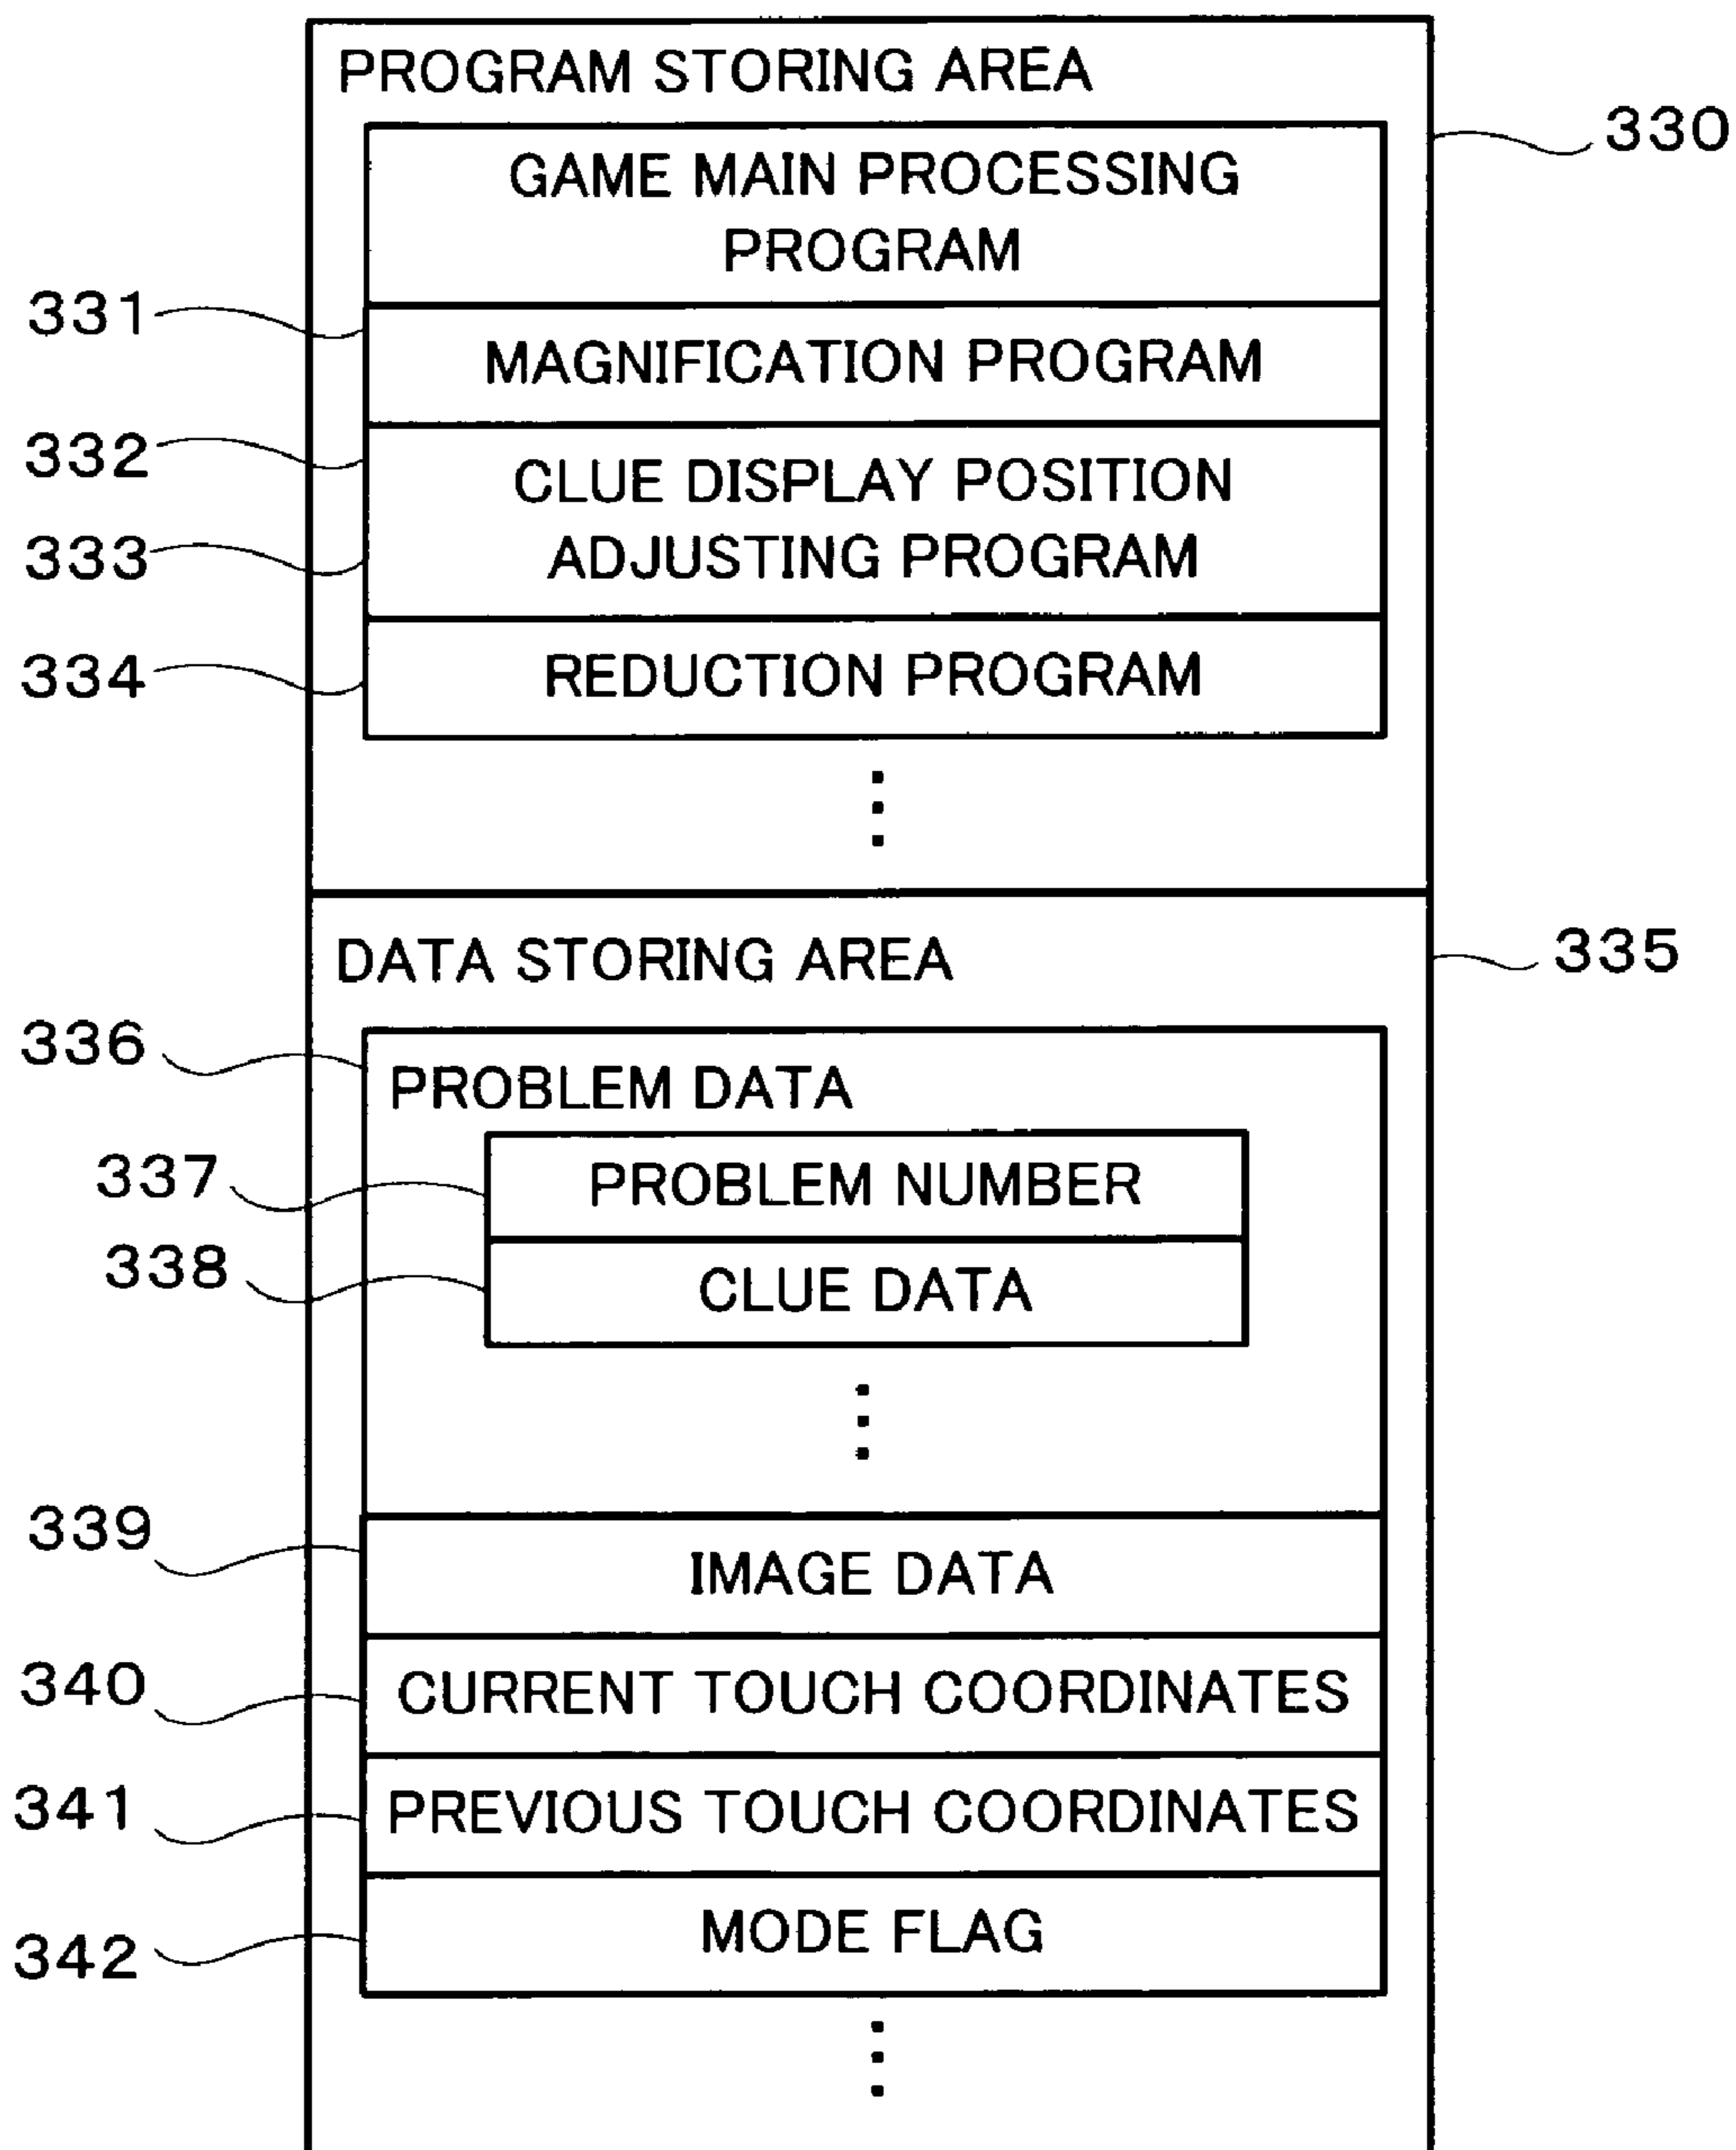 PROGRAM STORING AREA
330
GAME MAIN PROCESSING
PROGRAM
331
MAGNIFICATION PROGRAM
332
CLUE DISPLAY POSITION
333
ADJUSTING PROGRAM
334
REDUCTION PROGRAM
DATA STORING AREA
335
336
PROBLEM DATA
337
PROBLEM NUMBER
338
CLUE DATA
339
IMAGE DATA
340
CURRENT TOUCH COORDINATES
341
PREVIOUS TOUCH COORDINATES
342
MODE FLAG